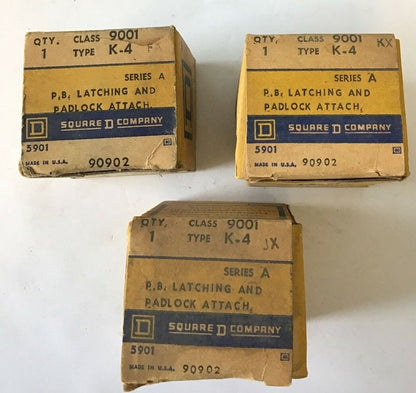 QTY. CLASS 9001
1 TYPE K-4
SERIES A
P.B. LATCHING AND
PADLOCK ATTACH.
D SQUARE D COMPANY
5901
MADE IN U.S.A. 90902
QTY. CLASS 9001 KX
1 TYPE K-4
SERIES A
P.B. LATCHING AND
PADLOCK ATTACH.
D SQUARE D COMPANY
5901
MADE IN U.S.A. 90902
QTY. CLASS 9001
1 TYPE K-4 JX
SERIES A
P.B. LATCHING AND
PADLOCK ATTACH.
D SQUARE D COMPANY
5901
MADE IN U.S.A. 90902